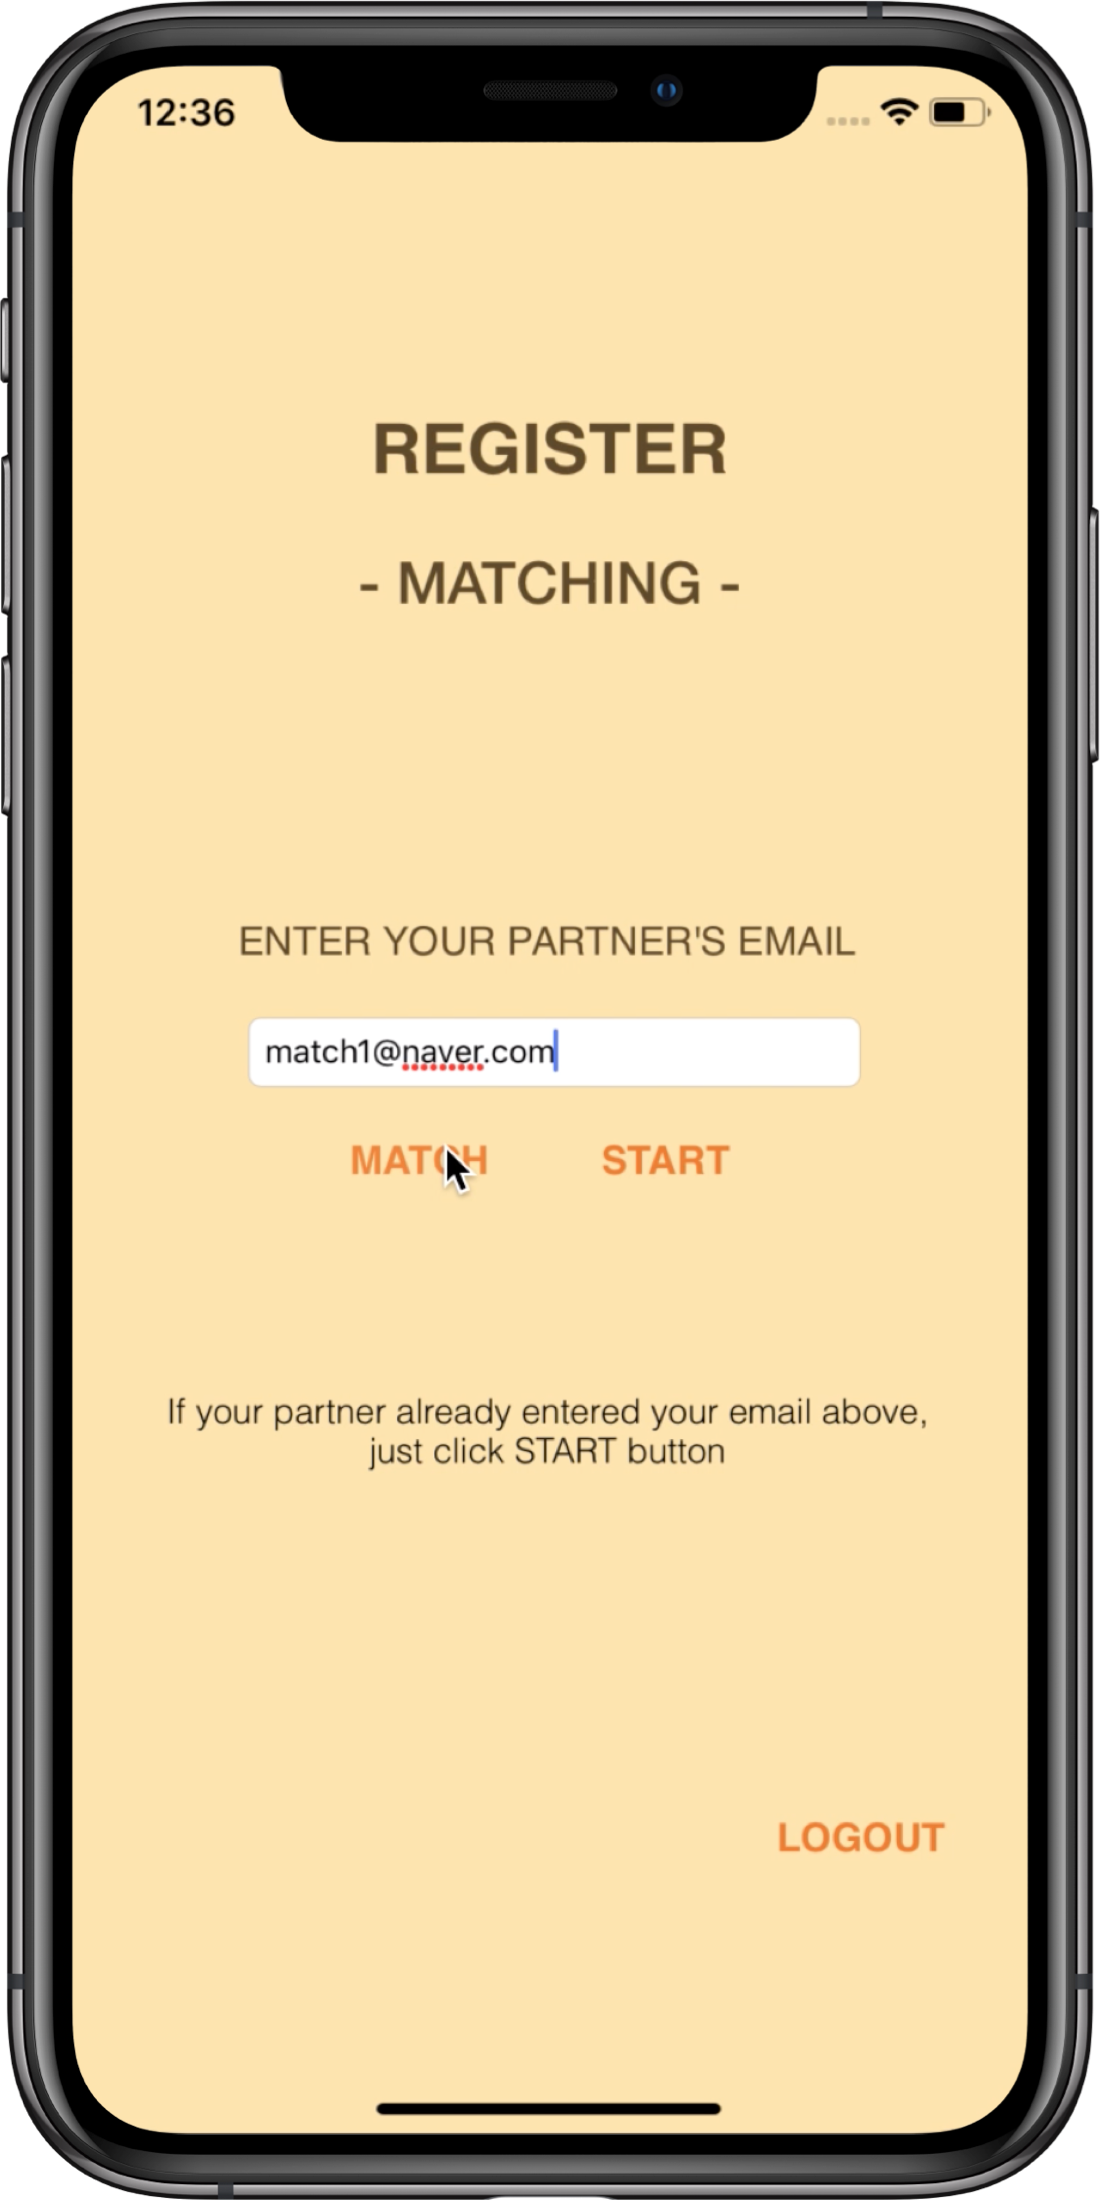 12:36
REGISTER
- MATCHING -
ENTER YOUR PARTNER'S EMAIL
match1@naver.com
MATCH START
If your partner already entered your email above,
just click START button
LOGOUT